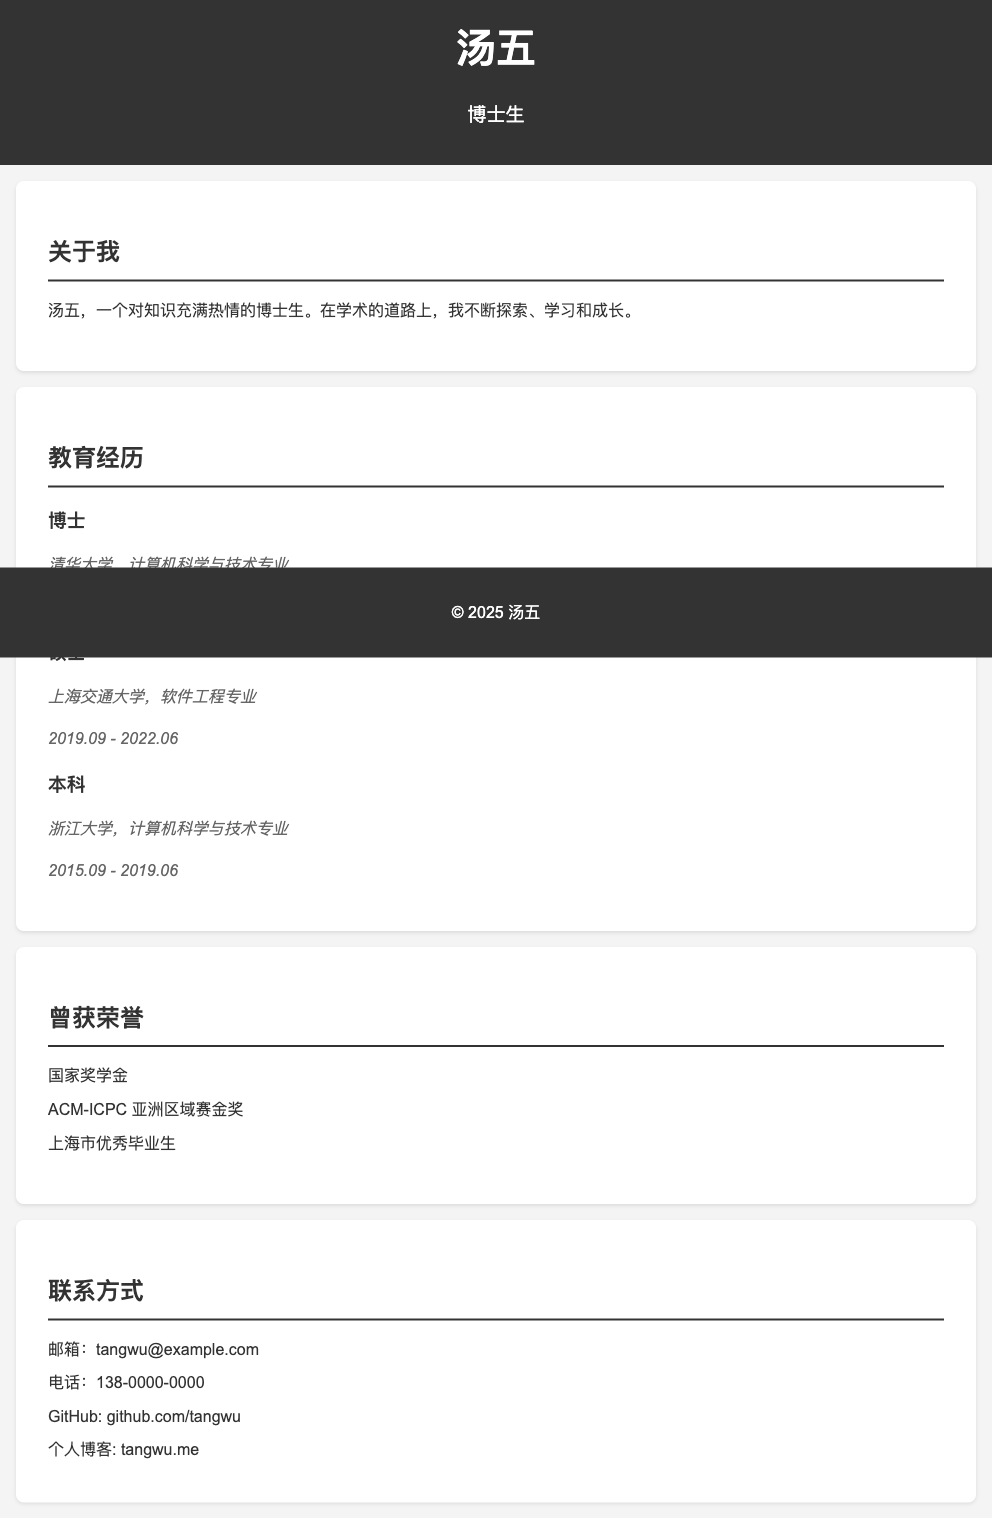 汤五
博士生
关于我
汤五，一个对知识充满热情的博士生。在学术的道路上，我不断探索、学习和成长。
教育经历
博士
清华大学，计算机科学与技术专业
© 2025 汤五
上海交通大学，软件工程专业
2019.09 - 2022.06
本科
浙江大学，计算机科学与技术专业
2015.09 - 2019.06
曾获荣誉
国家奖学金
ACM-ICPC 亚洲区域赛金奖
上海市优秀毕业生
联系方式
邮箱：tangwu@example.com
电话：138-0000-0000
GitHub: github.com/tangwu
个人博客: tangwu.me